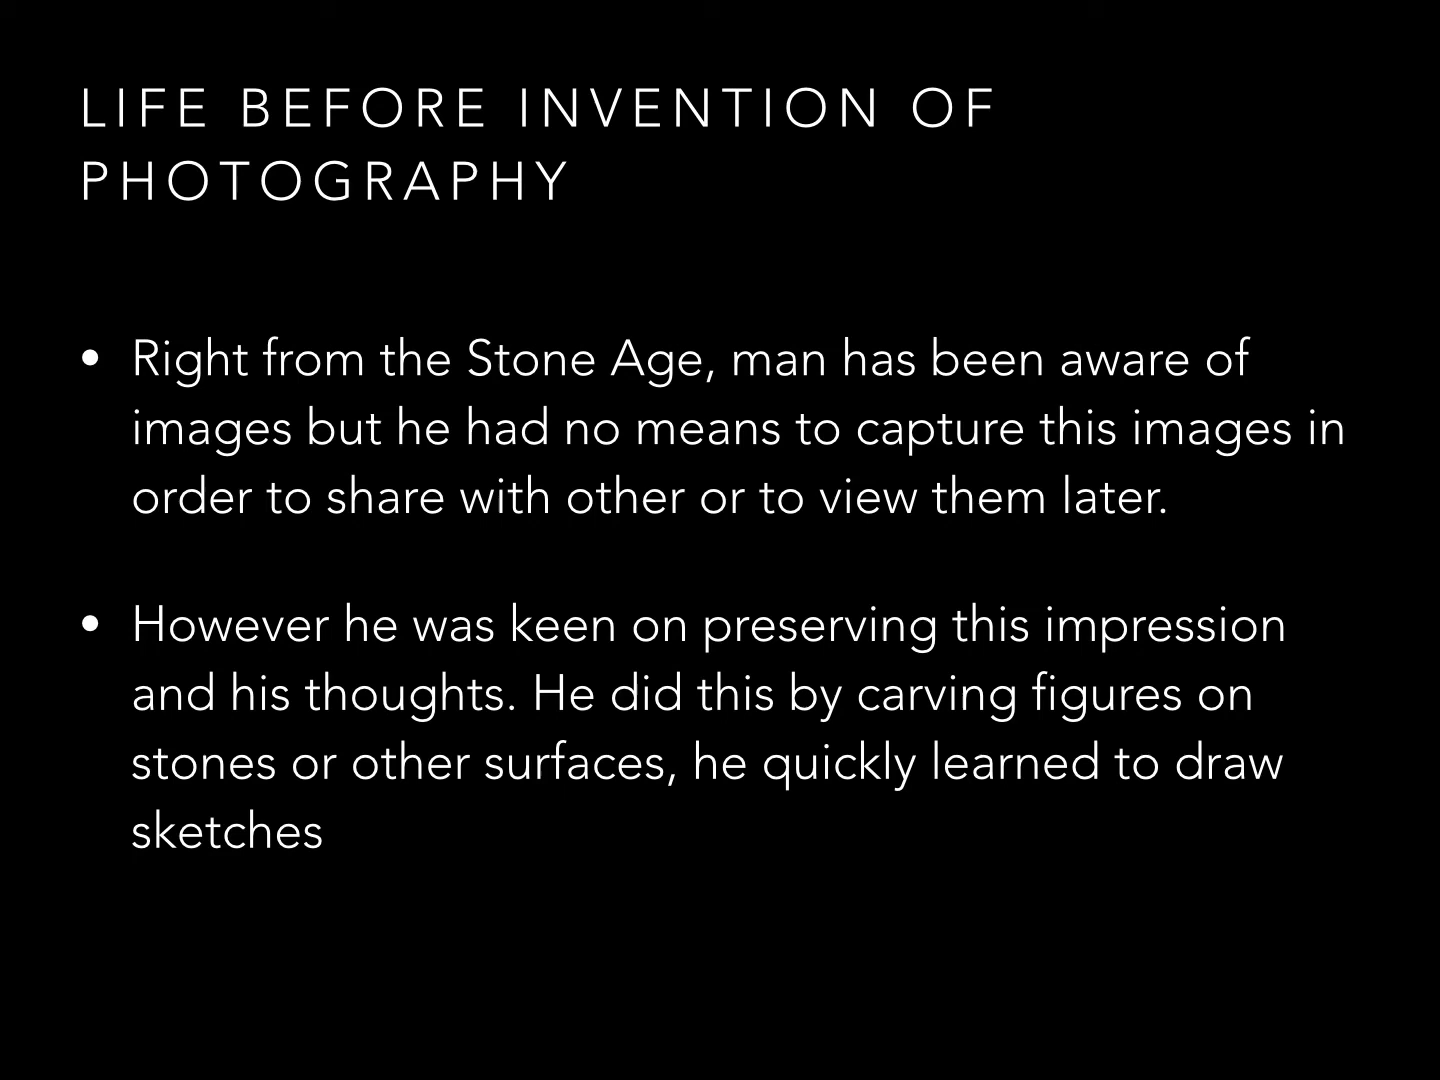 LIFE BEFORE INVENTION OF
PHOTOGRAPHY
• Right from the Stone Age, man has been aware of
images but he had no means to capture this images in
order to share with other or to view them later.
• However he was keen on preserving this impression
and his thoughts. He did this by carving figures on
stones or other surfaces, he quickly learned to draw
sketches